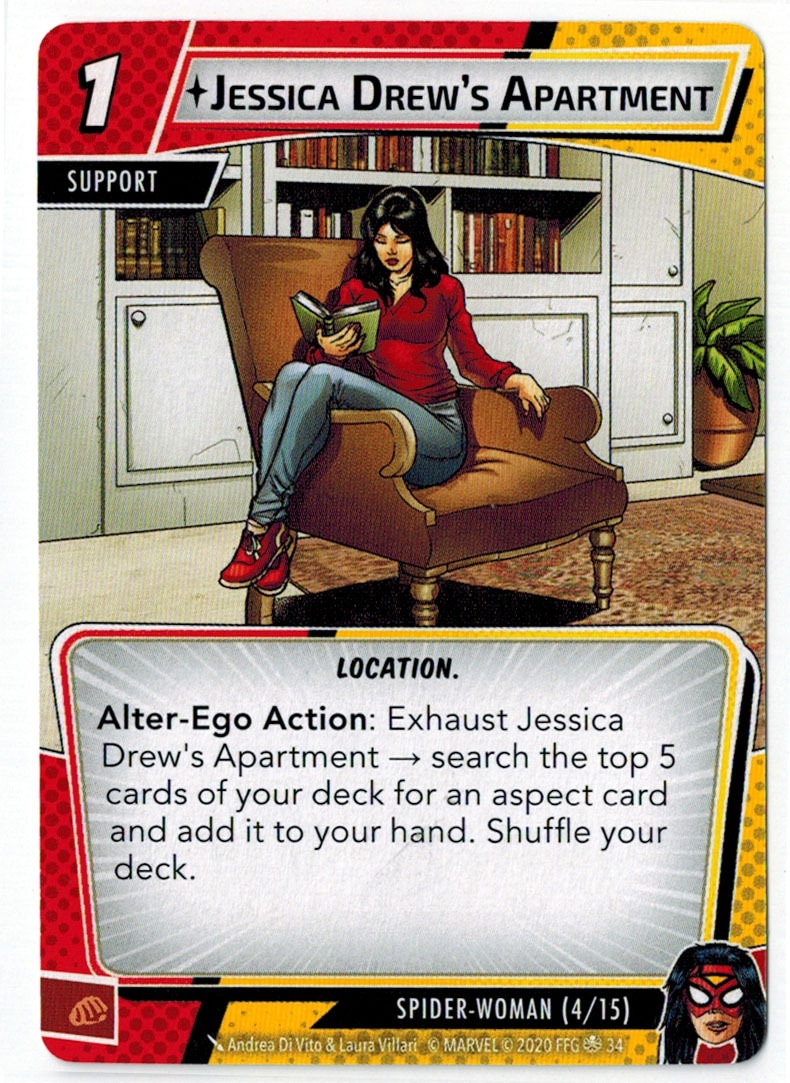 1
JESSICA DREW'S APARTMENT
SUPPORT
LOCATION.
Alter-Ego Action: Exhaust Jessica
Drew's Apartment → search the top 5
cards of your deck for an aspect card
and add it to your hand. Shuffle your
deck.
SPIDER-WOMAN (4/15)
Andrea Di Vito & Laura Villari © MARVEL © 2020 FFG 34